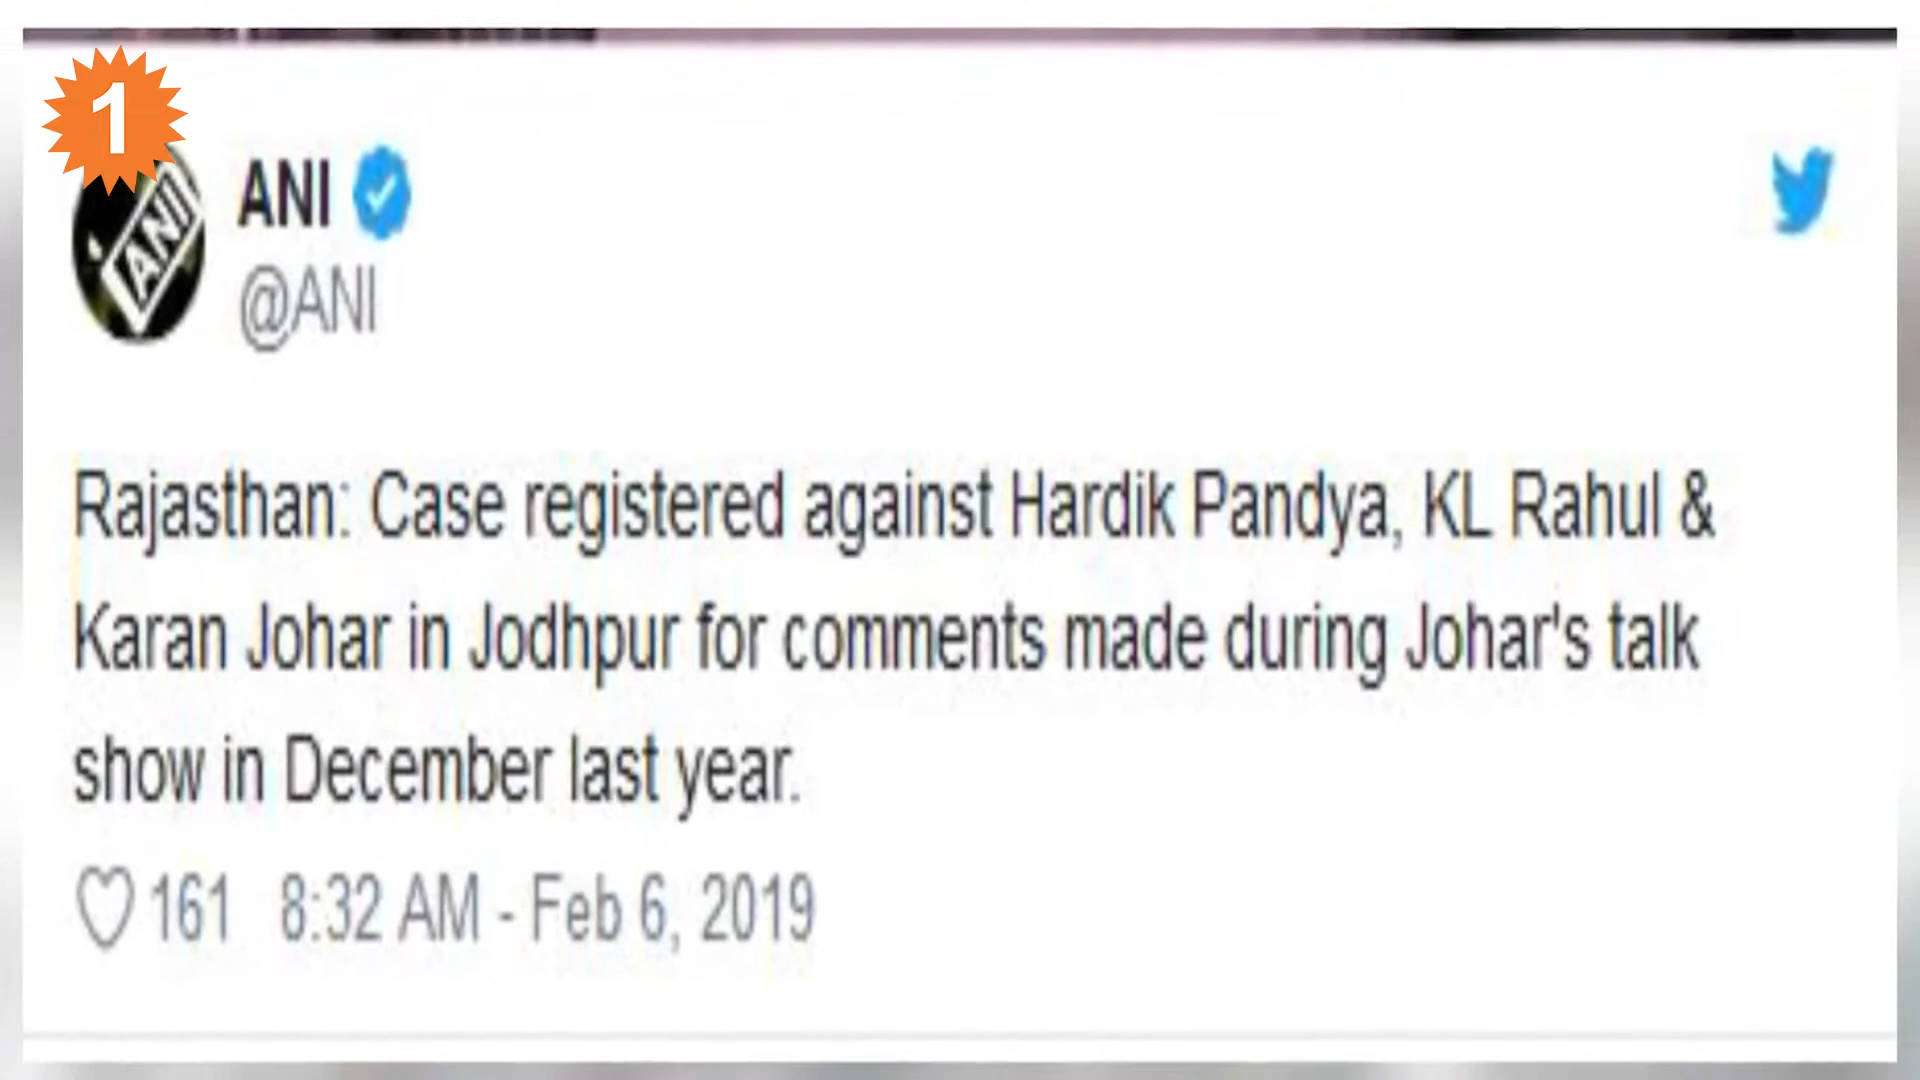 1
ANI
ANI
@ANI
Rajasthan: Case registered against Hardik Pandya, KL Rahul &
Karan Johar in Jodhpur for comments made during Johar's talk
show in December last year.
161 8:32 AM - Feb 6, 2019